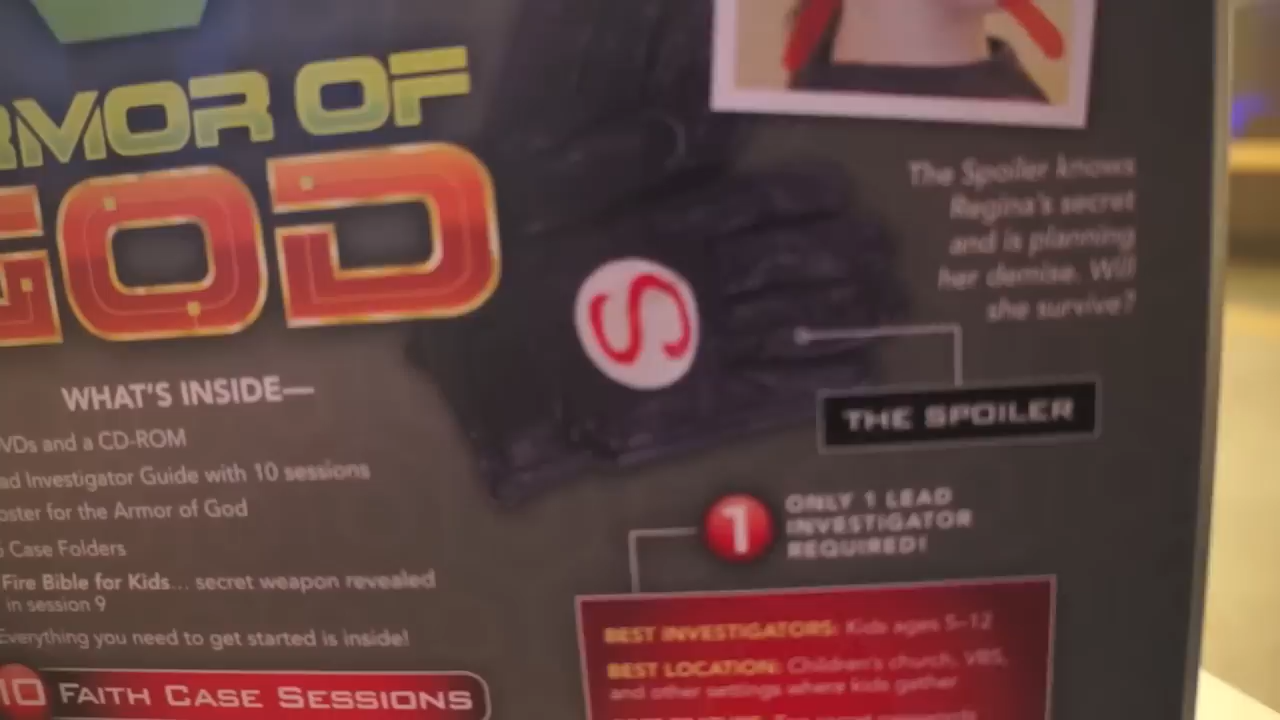 RMOR OF
GOD
The Spoiler knows
Regina's secret
and is planning
her demise. Will
she survive?
S
THE SPOILER
WHAT'S INSIDE—
VDs and a CD-ROM
ad Investigator Guide with 10 sessions
oster for the Armor of God
Case Folders
Fire Bible for Kids... secret weapon revealed
in session 9
Everything you need to get started is inside!
10 FAITH CASE SESSIONS
1 ONLY 1 LEAD
INVESTIGATOR
REQUIRED!
BEST INVESTIGATORS: Kids ages 5–12
BEST LOCATION: Children's church, VBS,
and other settings where kids gather